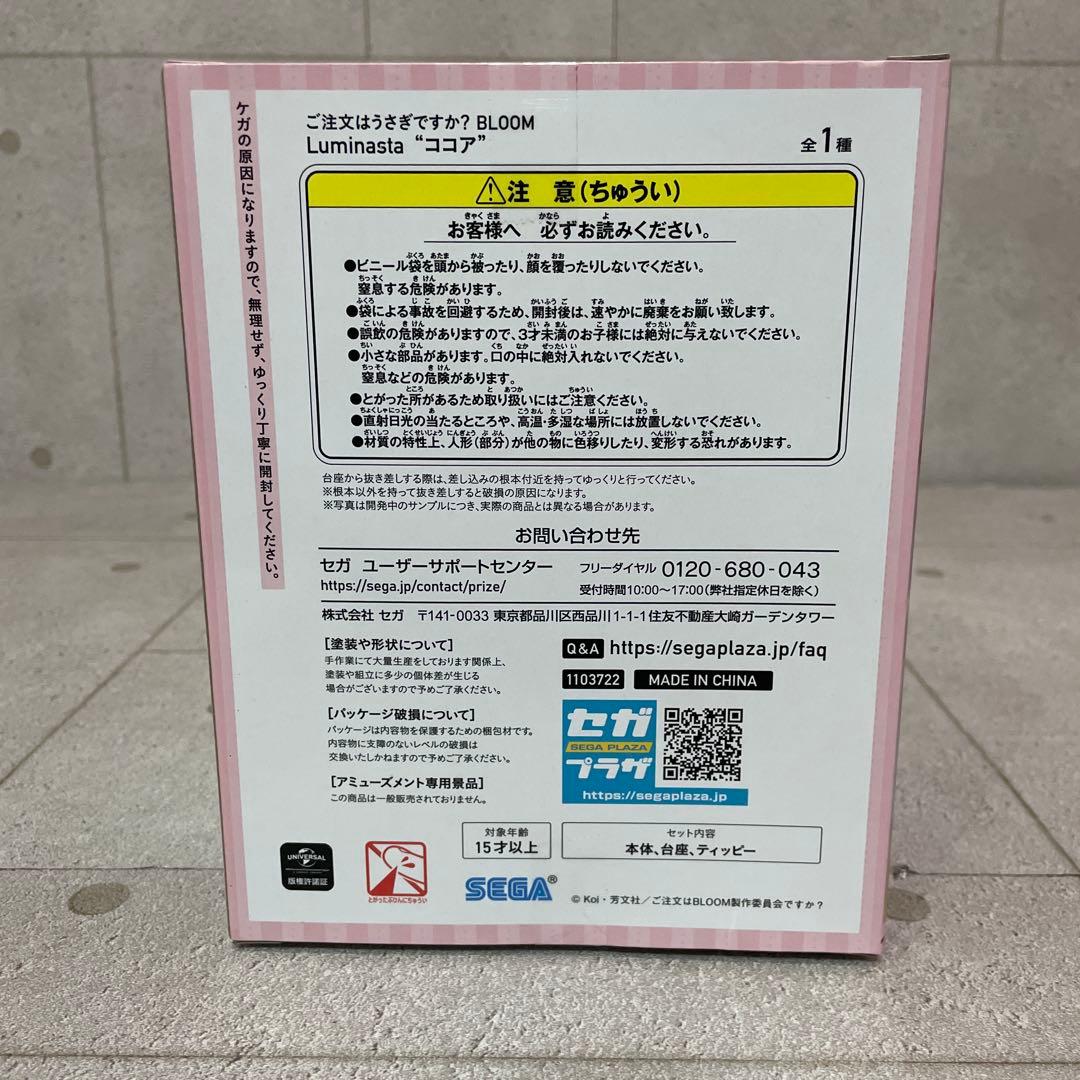 ケガの原因になりますので、無理せず、ゆっくり丁寧に開封してください。
ご注文はうさぎですか? BLOOM
Luminasta “ココア”
全1種
注 意(ちゅうい)
お客様へ 必ずお読みください。
●ビニール袋を頭から被ったり、顔を覆ったりしないでください。
窒息する危険があります。
●袋による事故を回避するため、開封後は、速やかに廃棄をお願い致します。
●誤飲の危険がありますので、3才未満のお子様には絶対に与えないでください。
●小さな部品があります。口の中に絶対入れないでください。
窒息などの危険があります。
●とがった所があるため取り扱いにはご注意ください。
●直射日光の当たるところや、高温・多湿な場所には放置しないでください。
●材質の特性上、人形(部分)が他の物に色移りしたり、変形する恐れがあります。
台座から抜き差しする際は、差し込みの根本付近を持ってゆっくりと行ってください。
※根本以外を持って抜き差しすると破損の原因になります。
※写真は開発中のサンプルにつき、実際の商品とは異なる場合があります。
お問い合わせ先
セガ ユーザーサポートセンター
フリーダイヤル 0120-680-043
https://sega.jp/contact/prize/
受付時間10:00〜17:00(弊社指定休日を除く)
株式会社 セガ 〒141-0033 東京都品川区西品川1-1-1住友不動産大崎ガーデンタワー
[塗装や形状について]
手作業にて大量生産をしております関係上、
塗装や組立に多少の個体差が生じる
場合がございますので予めご了承ください。
[パッケージ破損について]
パッケージは内容物を保護するための梱包材です。
内容物に支障のないレベルの破損は
交換いたしかねますので予めご了承ください。
[アミューズメント専用景品]
この商品は一般販売されておりません。
Q&A https://segaplaza.jp/faq
1103722 MADE IN CHINA
セガ
SEGA PLAZA
プラザ
https://segaplaza.jp
対象年齢
15才以上
セット内容
本体、台座、ティッピー
UNIVERSAL
版権許諾証
とがったぶひんにちゅうい
SEGA®
© Koi・芳文社/ご注文はBLOOM製作委員会ですか?